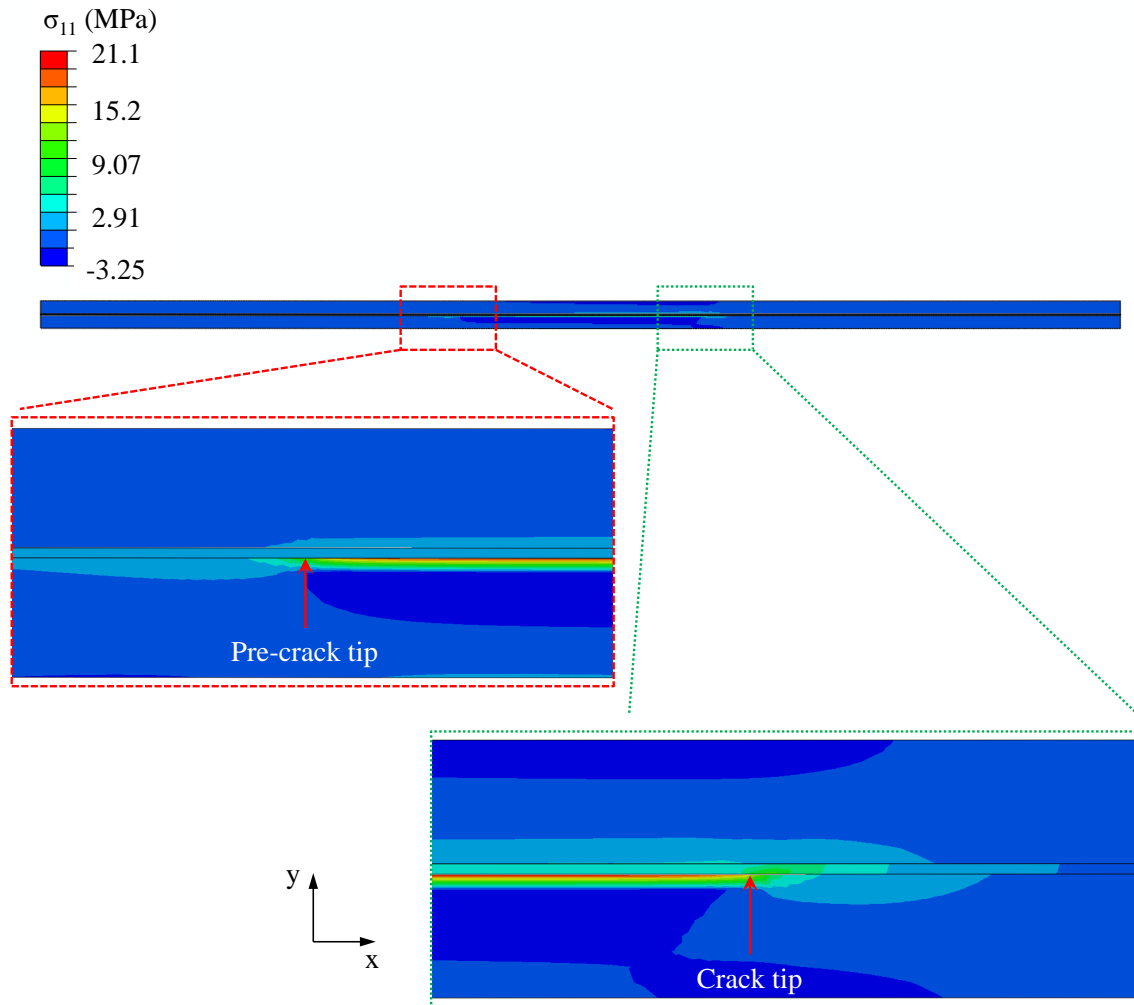 σ₁₁ (MPa)
21.1
15.2
9.07
2.91
-3.25
Pre-crack tip
y
x
Crack tip